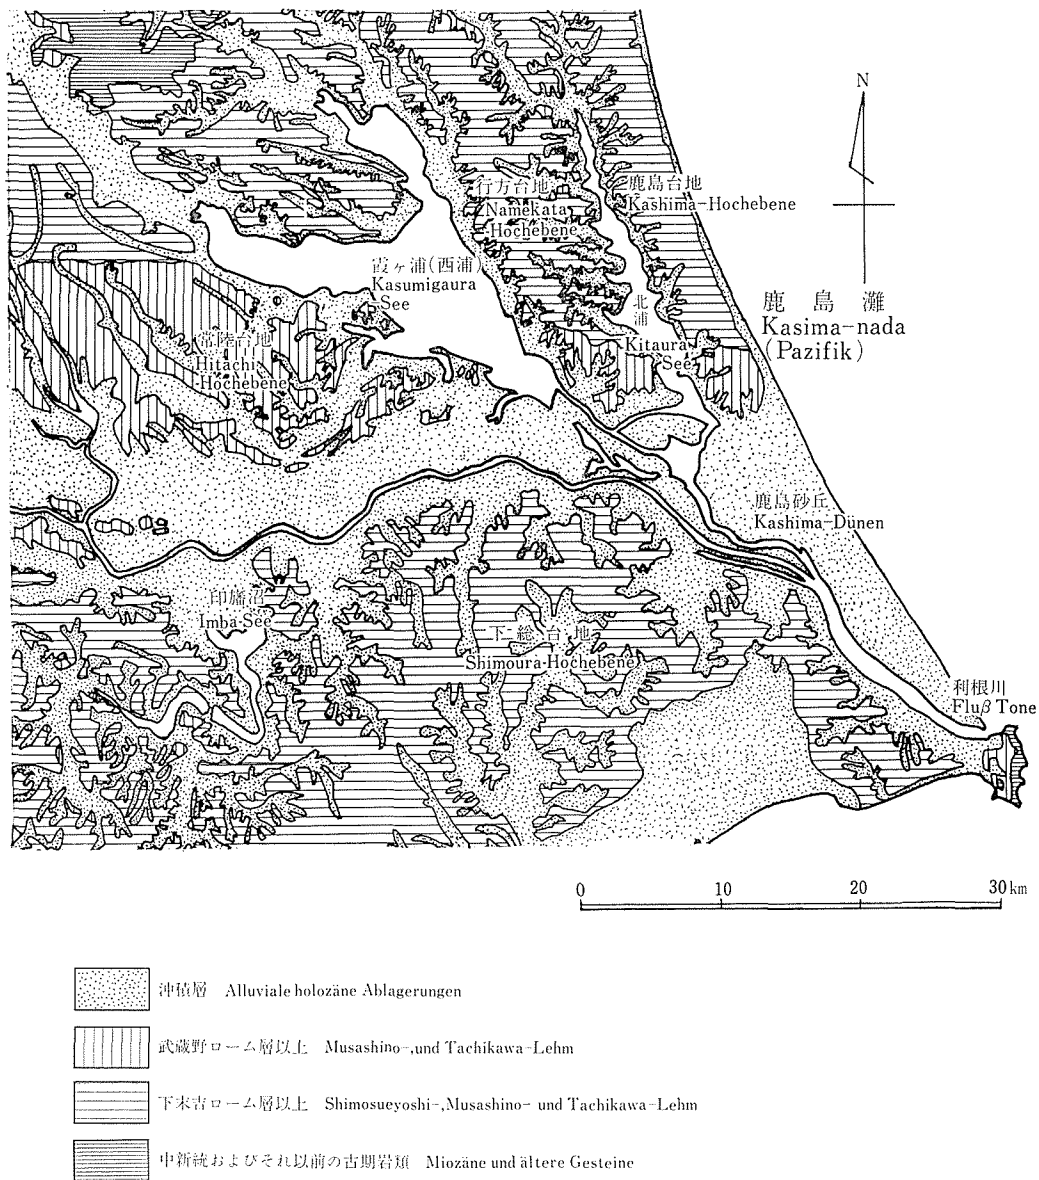 N
行方台地
Namekata
Hochebene
鹿島台地
Kashima-Hochebene
霞ヶ浦(西浦)
Kasumigaura
See
北浦
Kitaura
See
鹿島灘
Kasima-nada
(Pazifik)
常陸台地
Hitachi
Hochebene
鹿島砂丘
Kashima-Dünen
印旛沼
Imba-See
下総台地
Shimoura-Hochebene
利根川
Fluβ Tone
0 10 20 30 km
沖積層 Alluviale holozäne Ablagerungen
武蔵野ローム層以上 Musashino-,und Tachikawa-Lehm
下末吉ローム層以上 Shimosueyoshi-,Musashino- und Tachikawa-Lehm
中新統およびそれ以前の古期岩類 Miozäne und ältere Gesteine